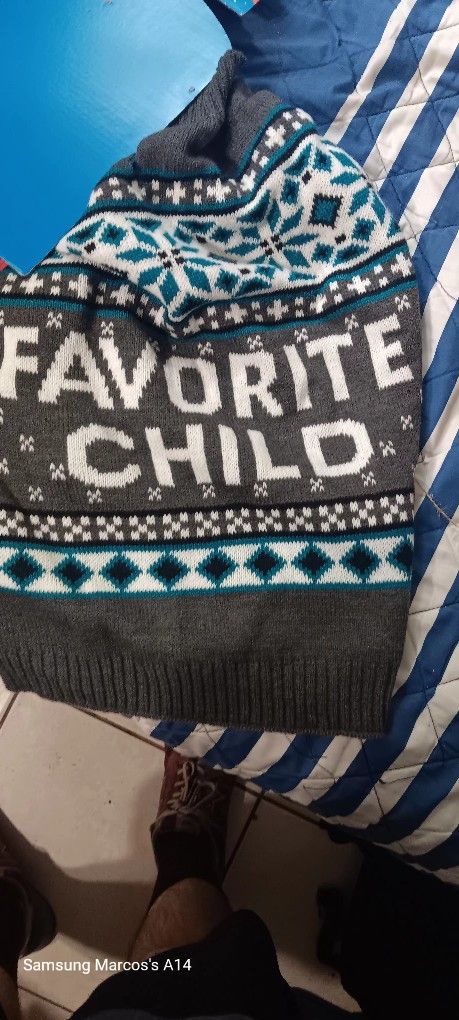 FAVORITE
CHILD
Samsung Marcos's A14